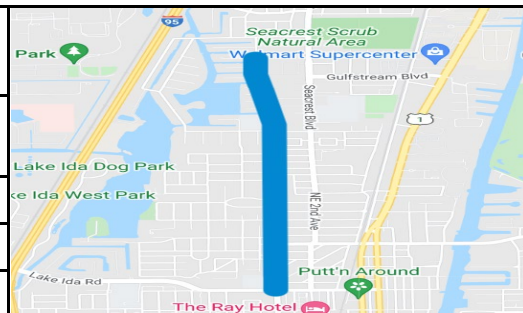 95
Seacrest Scrub
Natural Area
Park
Walmart Supercenter
Gulfstream Blvd
Seacrest Blvd
1
Lake Ida Dog Park
ke Ida West Park
NE 2nd Ave
Putt'n Around
Lake Ida Rd
The Ray Hotel